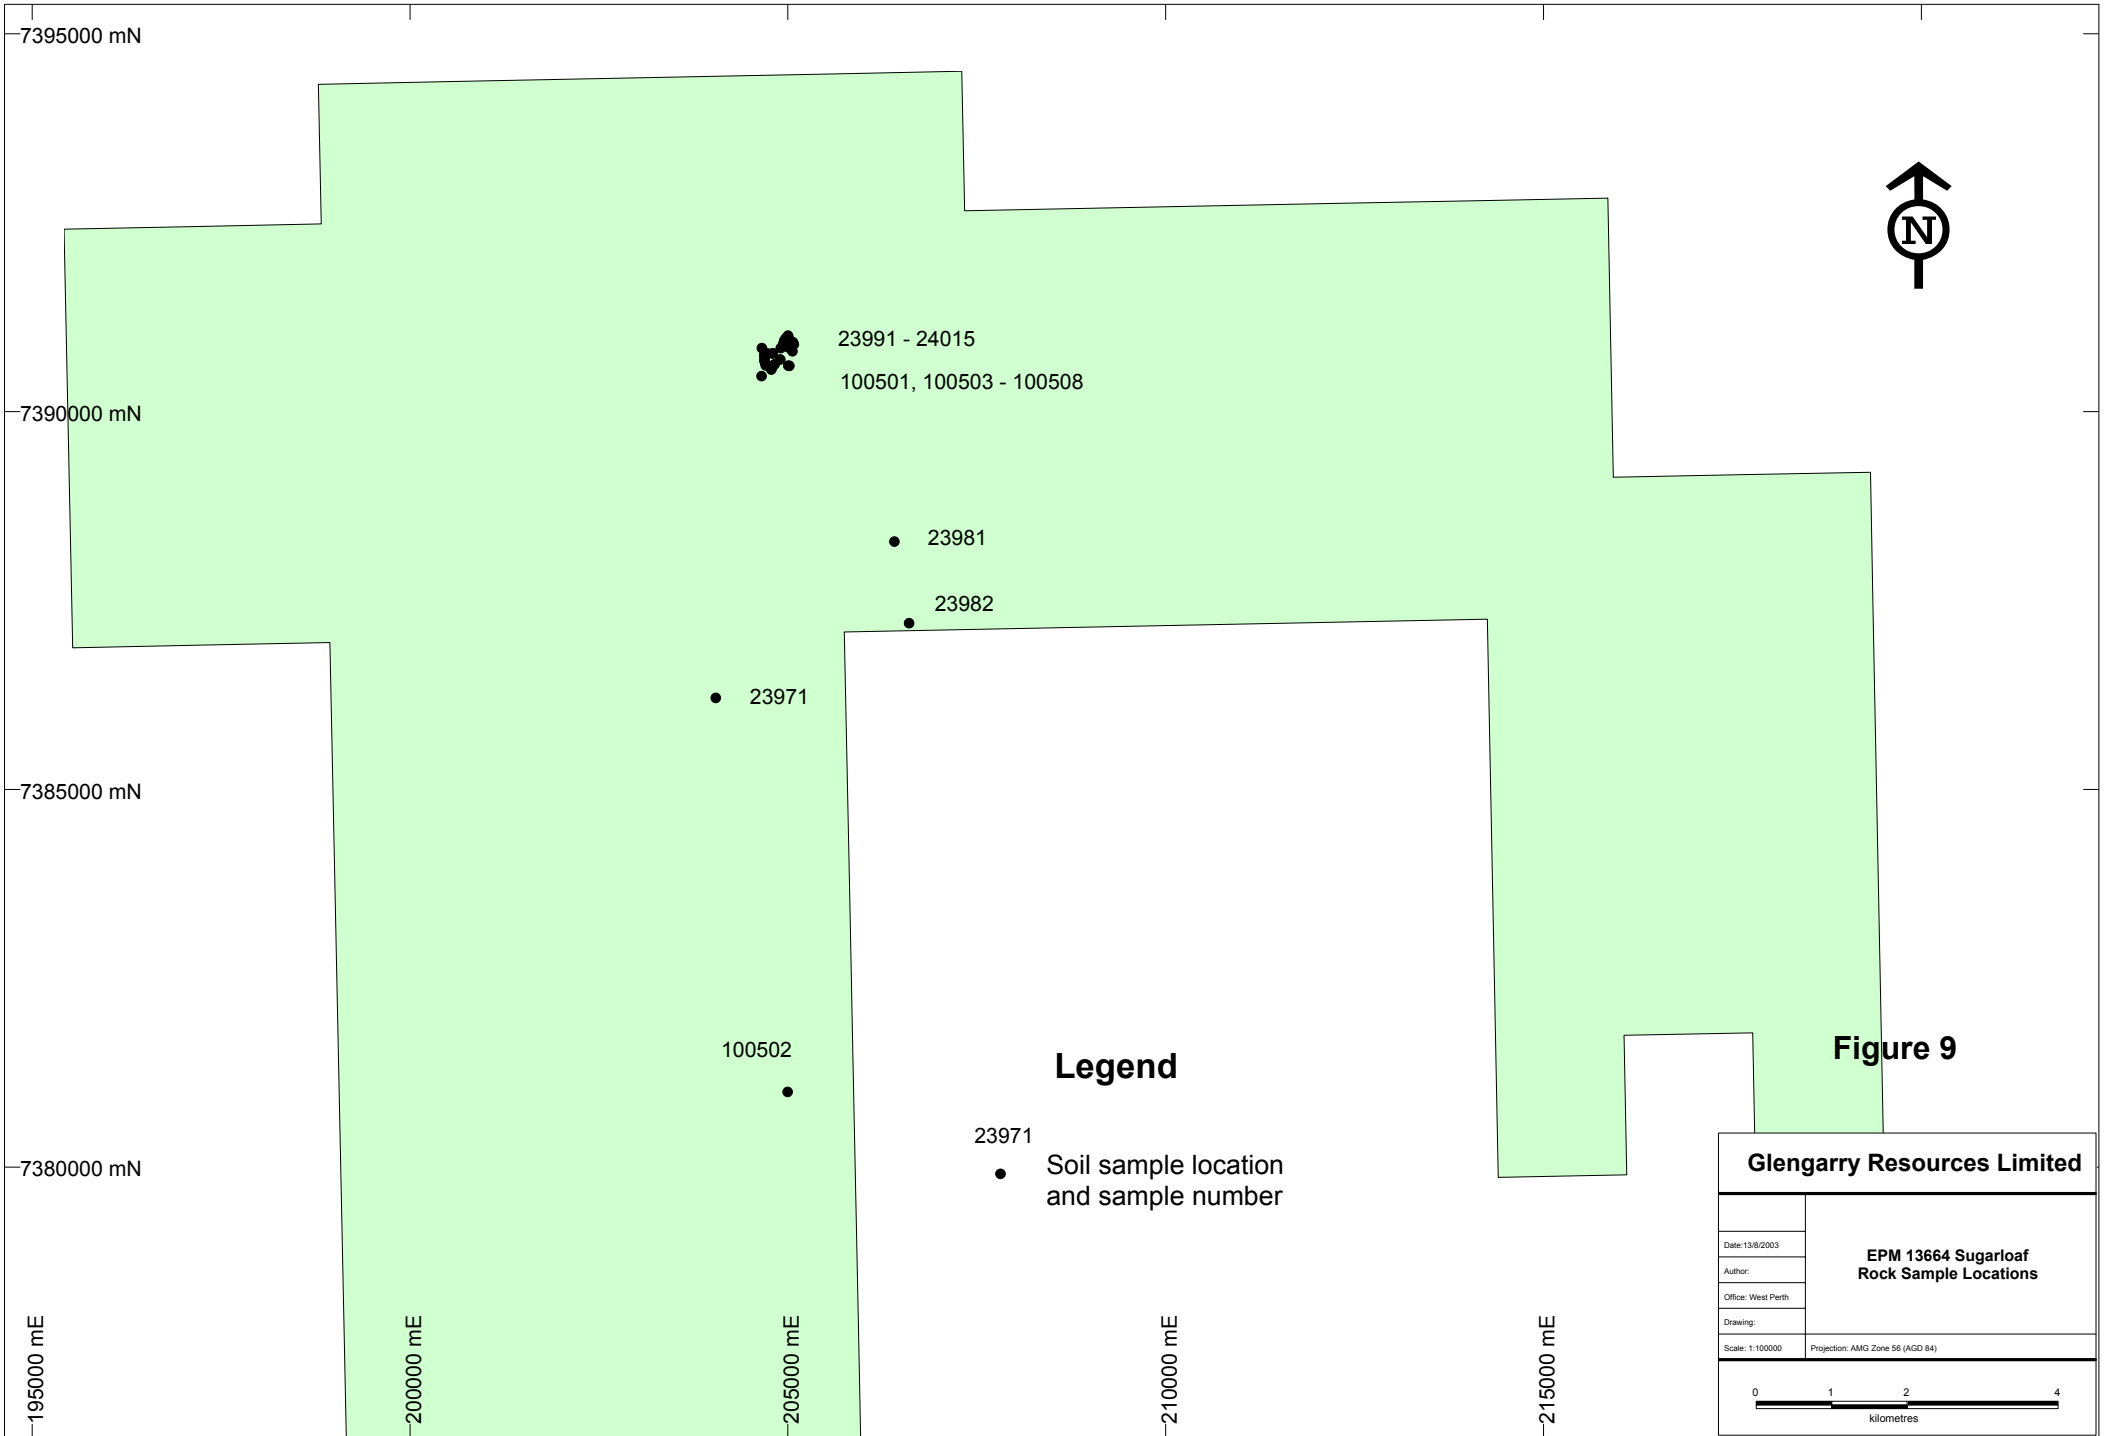 7395000 mN
23991 - 24015
100501, 100503 - 100508
7390000 mN
N
23981
23982
23971
7385000 mN
100502
Legend
Figure 9
23971
Soil sample location
and sample number
7380000 mN
195000 mE
200000 mE
205000 mE
210000 mE
215000 mE
Glengarry Resources Limited
Date:13/8/2003
Author:
Office: West Perth
Drawing:
Scale: 1:100000
EPM 13664 Sugarloaf
Rock Sample Locations
Projection: AMG Zone 56 (AGD 84)
0 1 2 4
kilometres